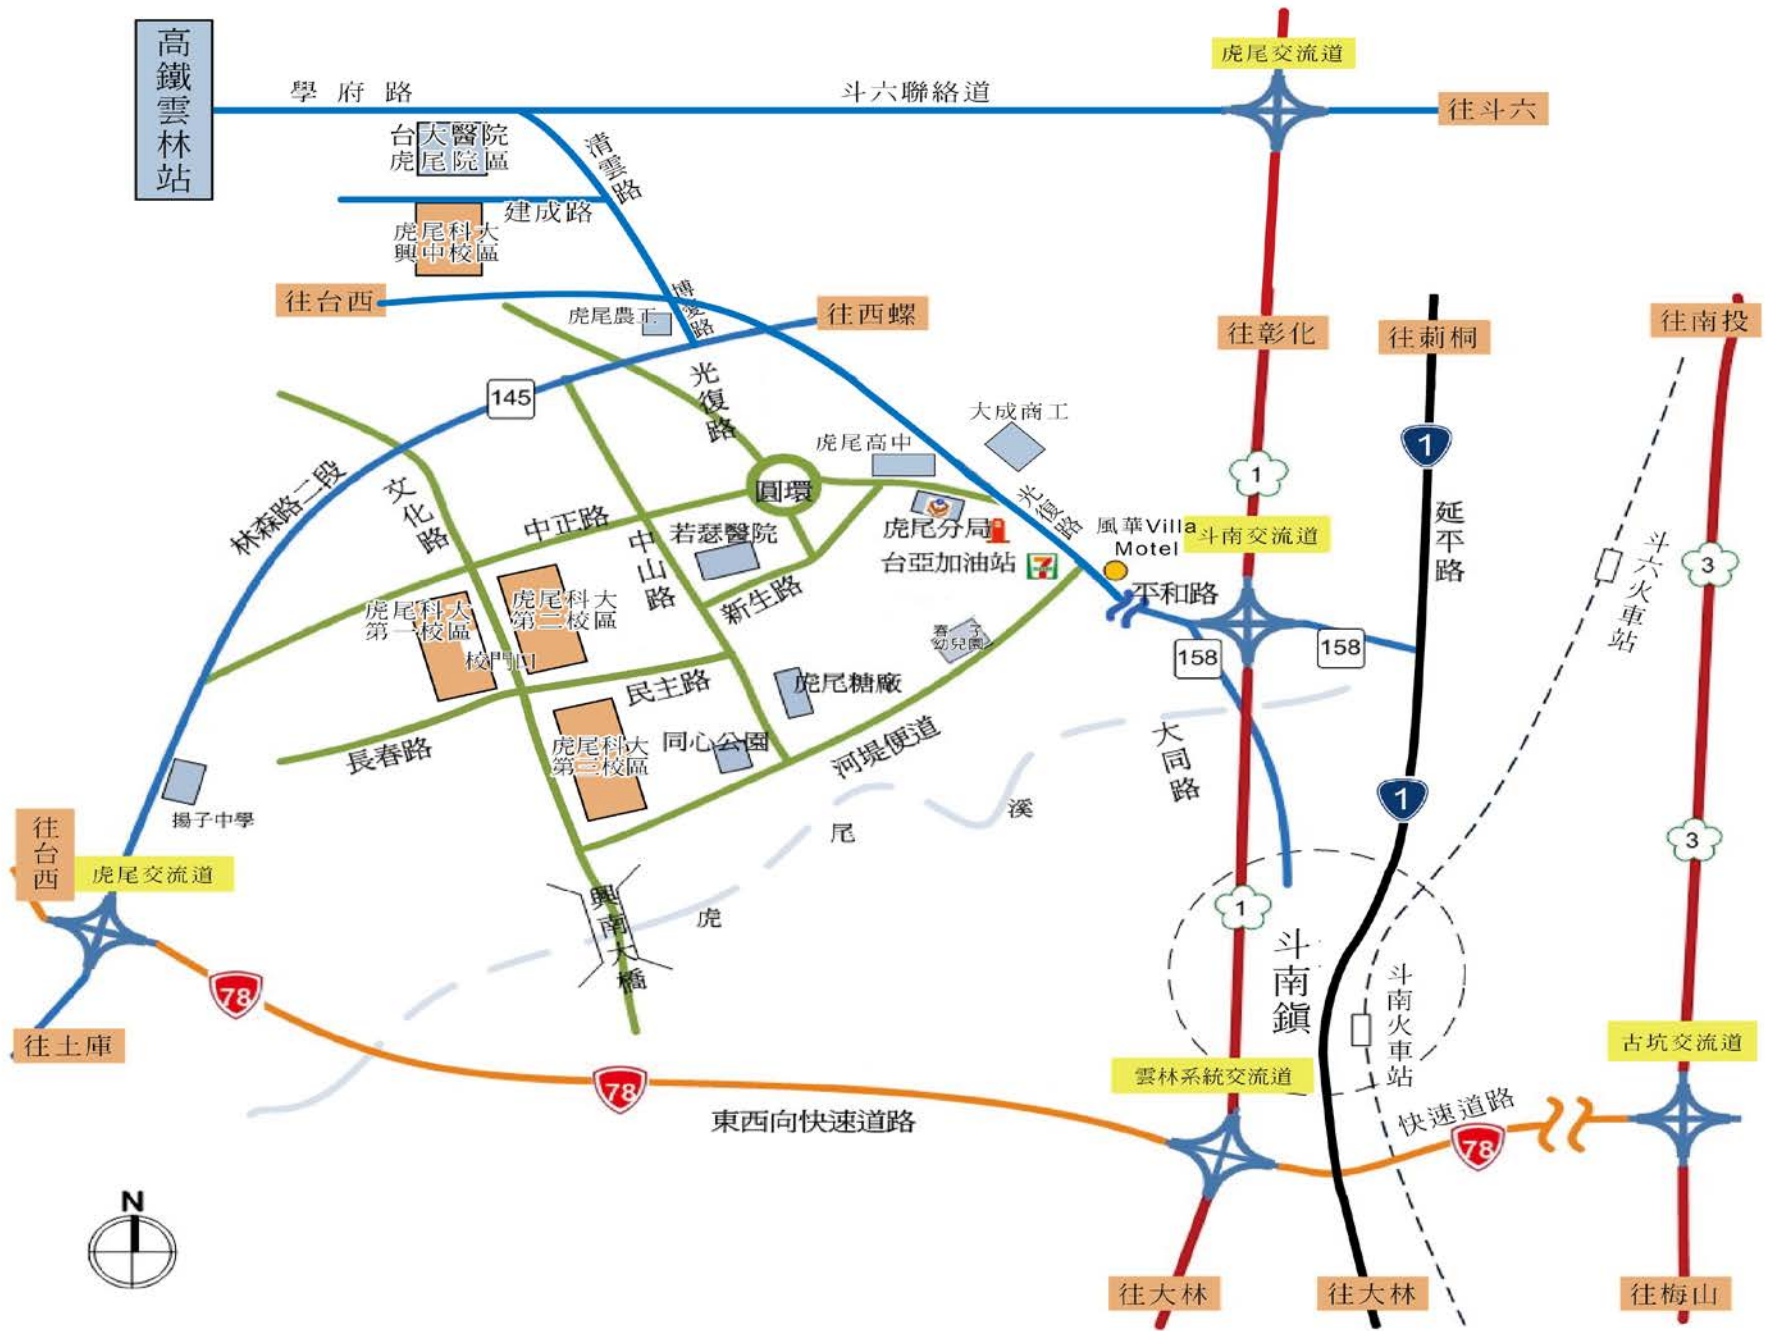 高鐵雲林站
學府路
斗六聯絡道
虎尾交流道
往斗六
台大醫院
虎尾院區
清雲路
建成路
虎尾科大
興中校區
往台西
虎尾農工
博愛路
往西螺
往彰化
往莿桐
往南投
145
光復路
大成商工
虎尾高中
1
1
林森路二段
文化路
圓環
中正路
若瑟醫院
中山路
虎尾分局
台亞加油站
7
光復路
風華Villa
Motel
斗南交流道
延平路
斗六火車站
3
新生路
平和路
虎尾科大
第一校區
虎尾科大
第二校區
校門口
幼兒園
158
158
民主路
虎尾糖廠
長春路
虎尾科大
第三校區
同心公園
河堤便道
大同路
1
揚子中學
尾
溪
3
往台西
虎尾交流道
興南大橋
虎
1
斗南鎮
斗南火車站
78
往土庫
古坑交流道
雲林系統交流道
78
東西向快速道路
快速道路
78
N
往大林
往大林
往梅山